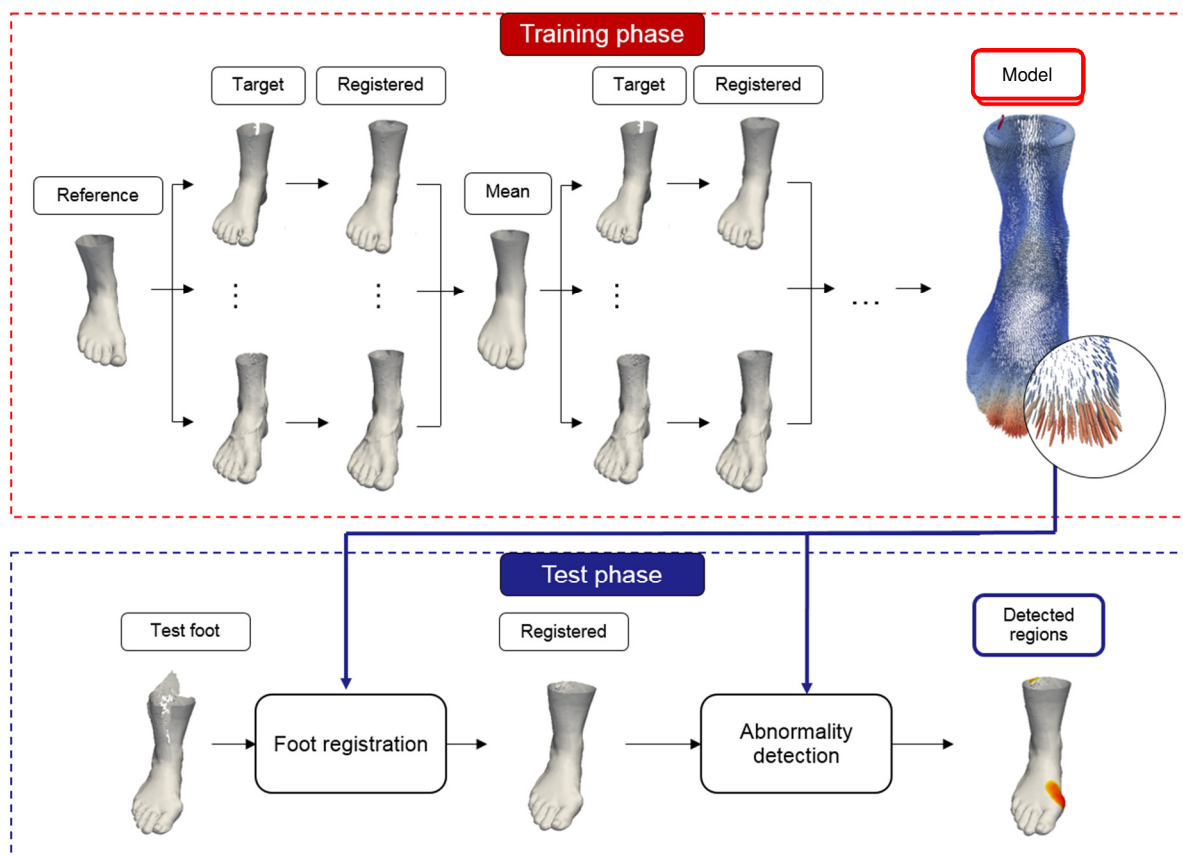 Training phase
Target
Registered
Target
Registered
Model
Reference
Mean
...
Test phase
Test foot
Registered
Detected
regions
Foot registration
Abnormality
detection